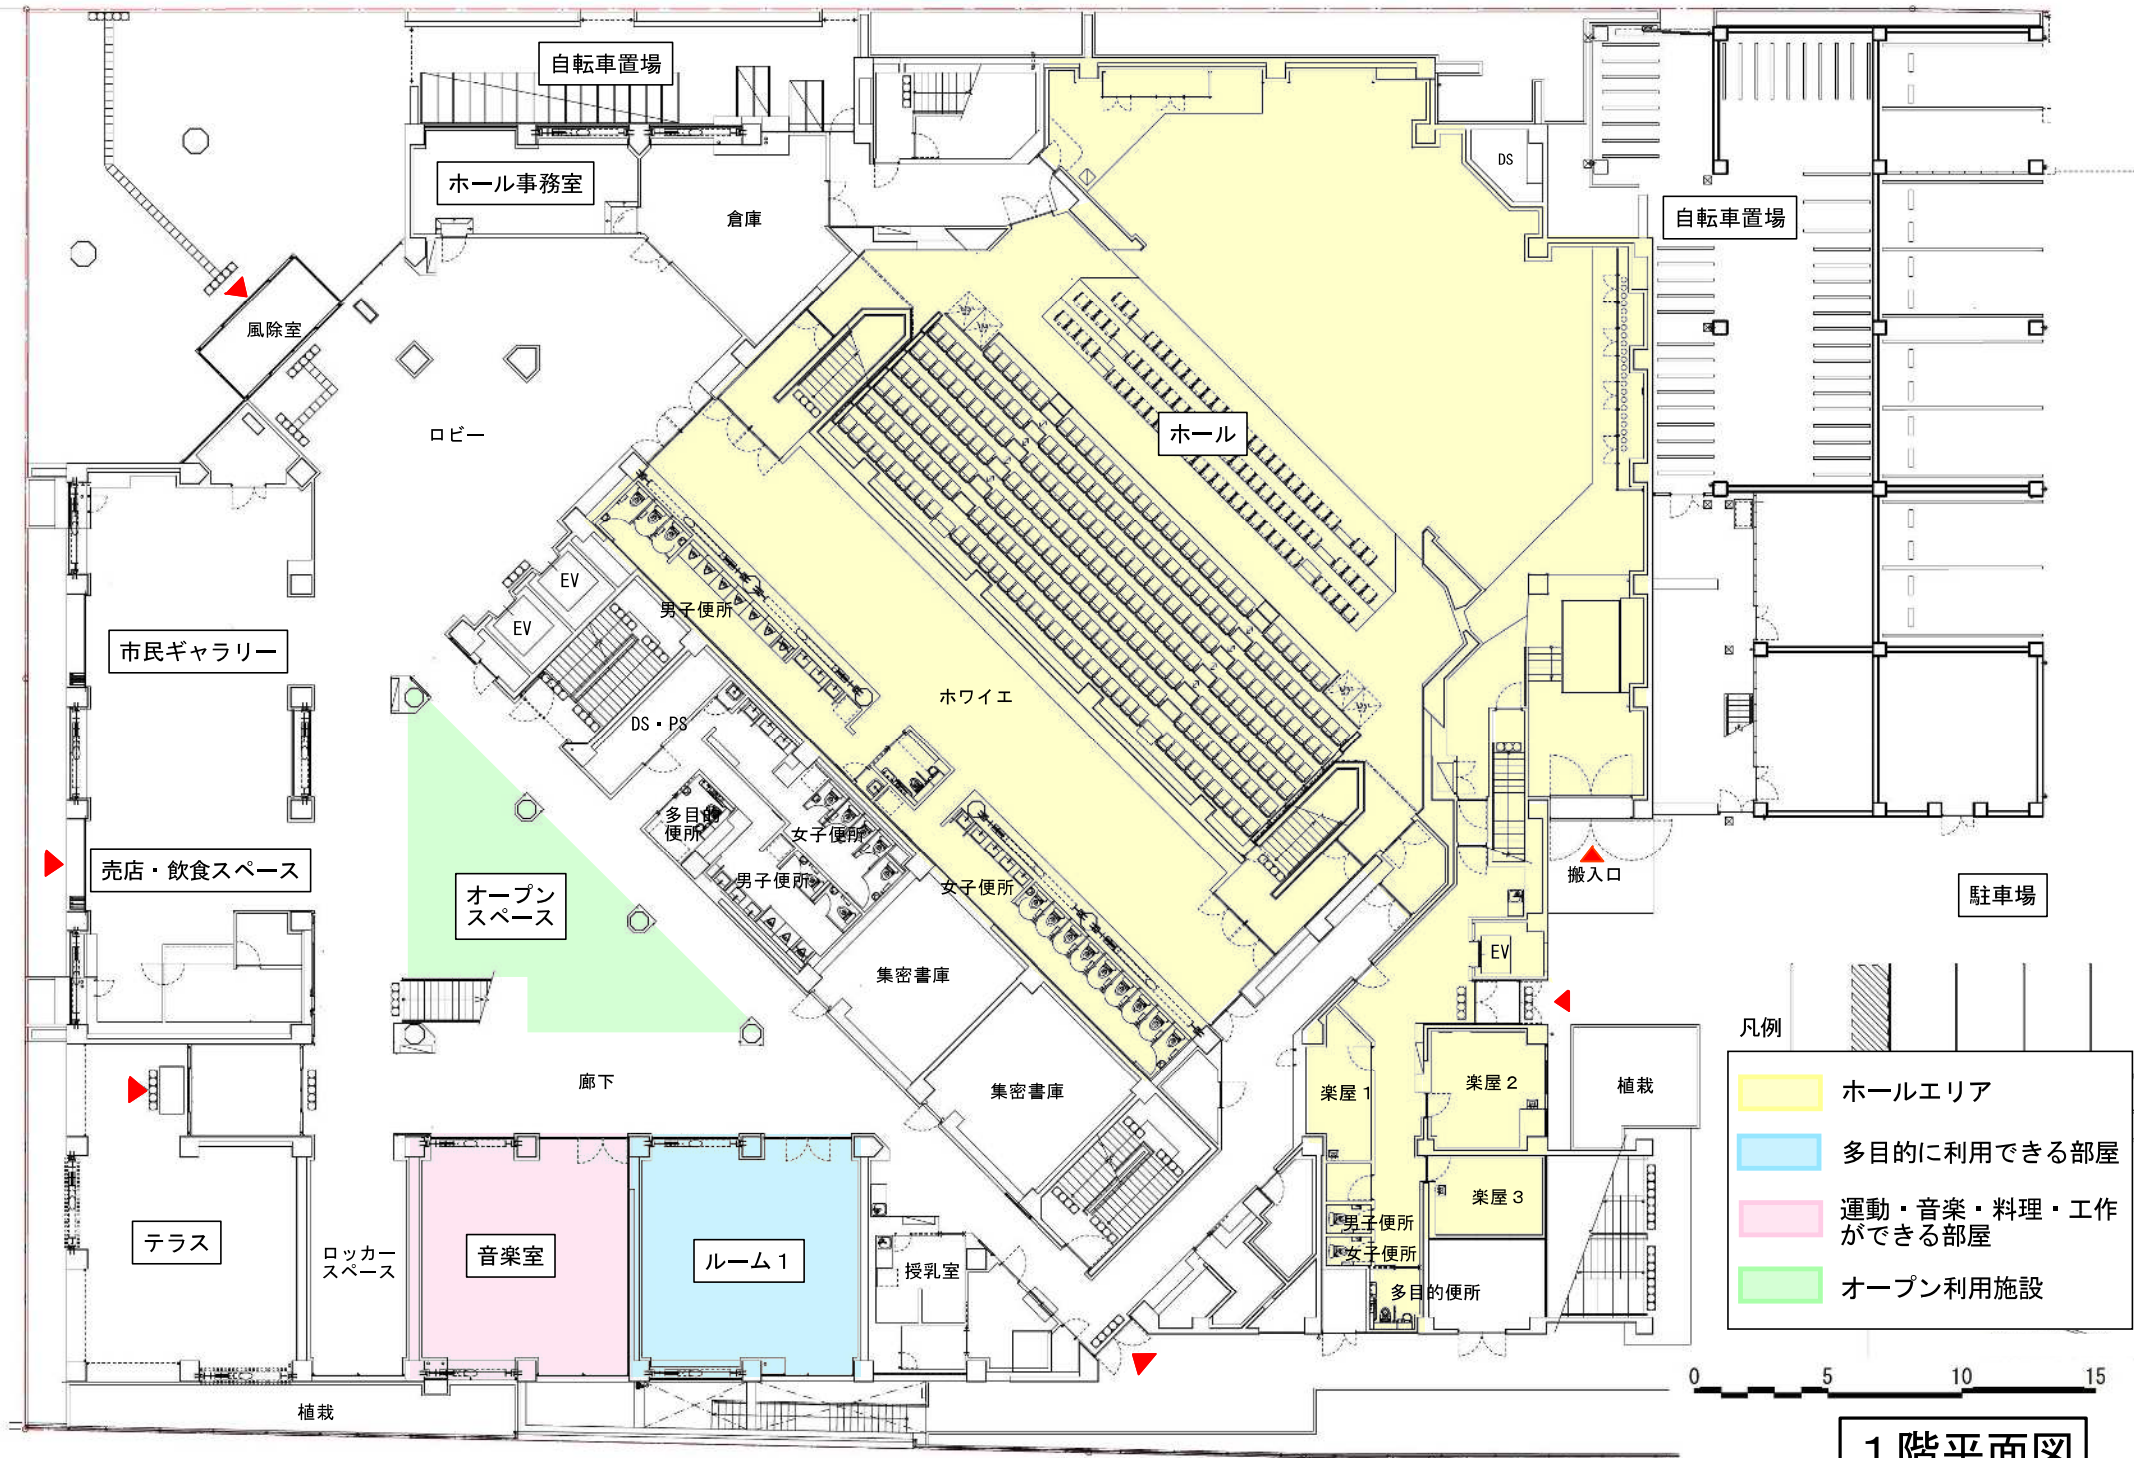 自転車置場
ホール事務室
倉庫
DS
自転車置場
風除室
ロビー
ホール
EV
EV
男子便所
市民ギャラリー
ホワイエ
DS・PS
多目的
便所
女子便所
男子便所
女子便所
売店・飲食スペース
オープン
スペース
搬入口
駐車場
EV
集密書庫
集密書庫
廊下
楽屋1
楽屋2
楽屋3
植栽
男子便所
女子便所
多目的便所
テラス
ロッカー
スペース
音楽室
ルーム1
授乳室
植栽
凡例
ホールエリア
多目的に利用できる部屋
運動・音楽・料理・工作
ができる部屋
オープン利用施設
0 5 10 15
1階平面図